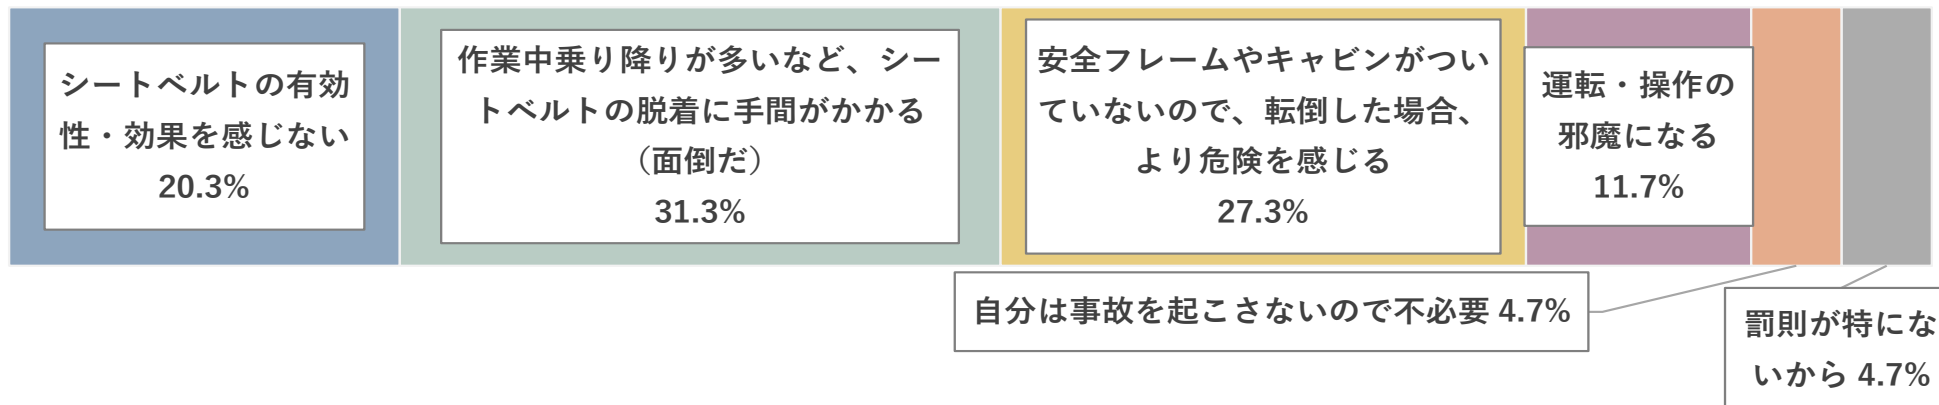 シートベルトの有効
性・効果を感じない
20.3%
作業中乗り降りが多いなど、シー
トベルトの脱着に手間がかかる
（面倒だ）
31.3%
安全フレームやキャビンがつい
ていないので、転倒した場合、
より危険を感じる
27.3%
運転・操作の
邪魔になる
11.7%
自分は事故を起こさないので不必要 4.7%
罰則が特にな
いから 4.7%